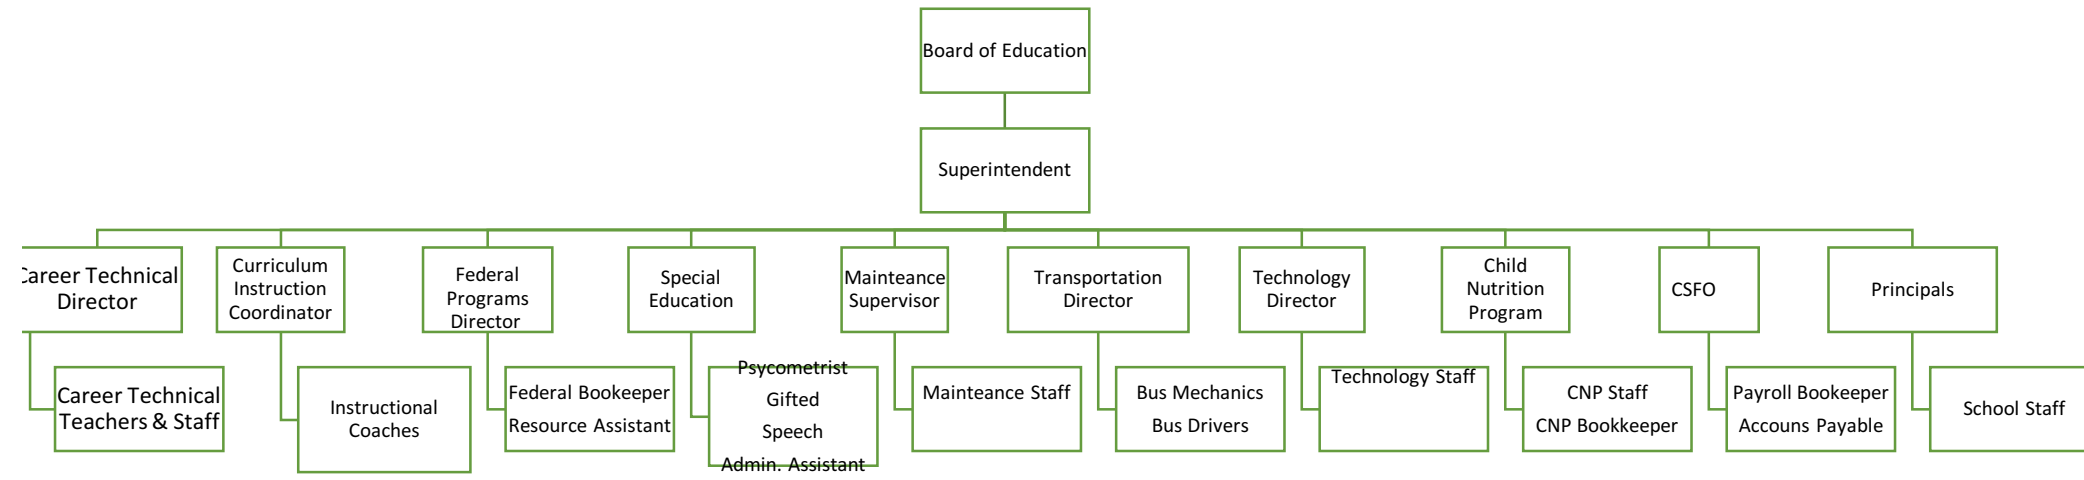 Board of Education
Superintendent
Career Technical
Director
Curriculum
Instruction
Coordinator
Federal
Programs
Director
Special
Education
Mainteance
Supervisor
Transportation
Director
Technology
Director
Child
Nutrition
Program
CSFO
Principals
Career Technical
Teachers & Staff
Instructional
Coaches
Federal Bookeeper
Resource Assistant
Psycometrist
Gifted
Speech
Admin. Assistant
Mainteance Staff
Bus Mechanics
Bus Drivers
Technology Staff
CNP Staff
CNP Bookkeeper
Payroll Bookeeper
Accouns Payable
School Staff